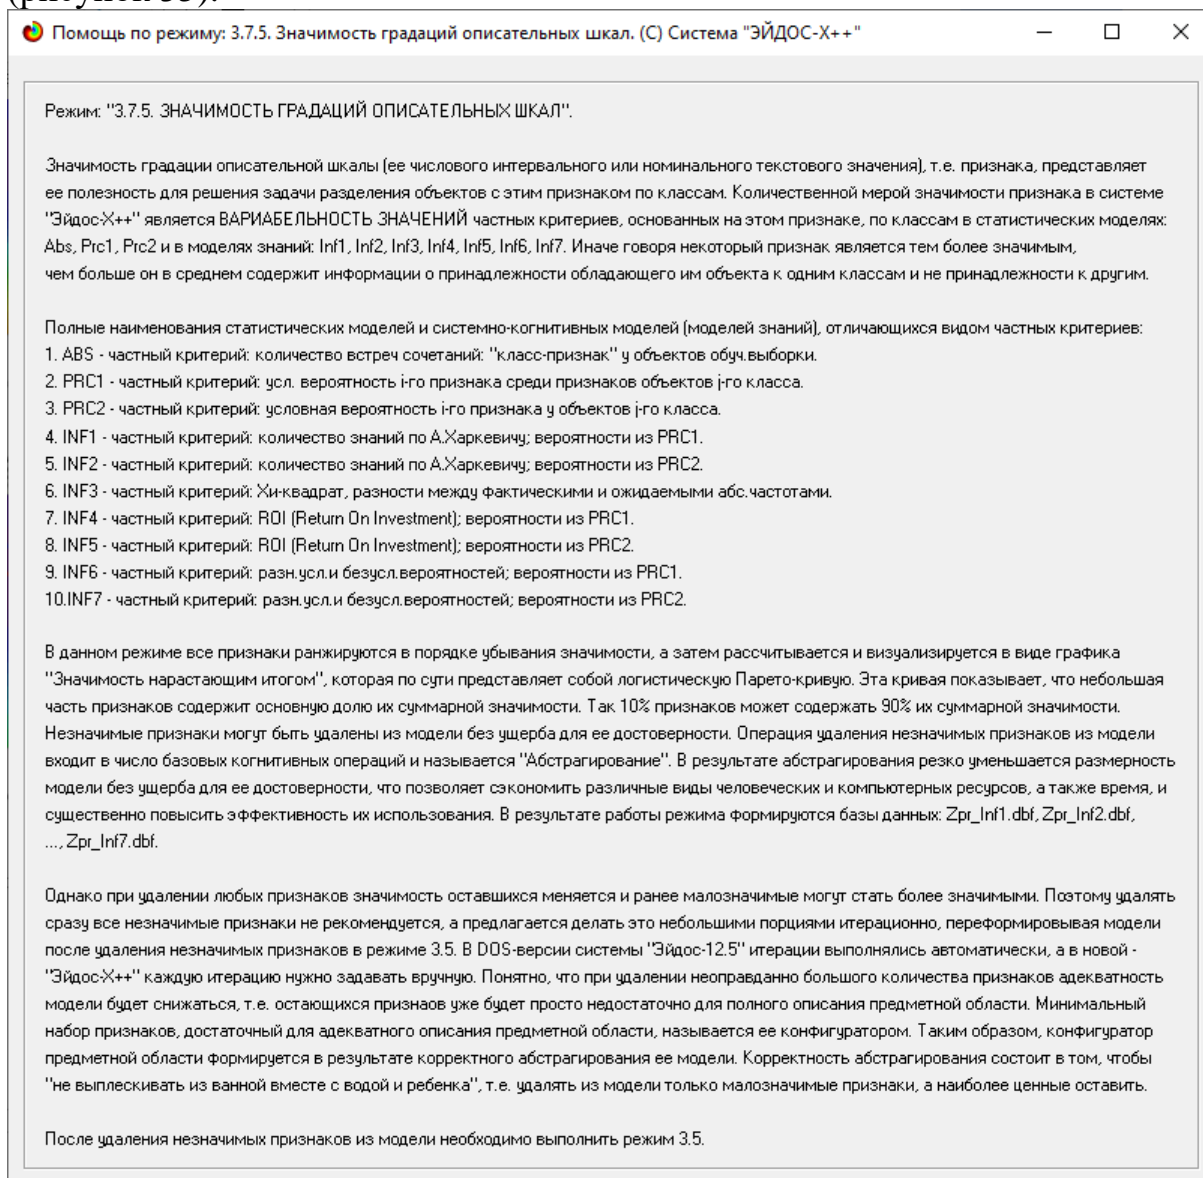 (рисунок 35).
Помощь по режиму: 3.7.5. Значимость градаций описательных шкал. (C) Система "ЭЙДОС-X++"
Режим: "3.7.5. ЗНАЧИМОСТЬ ГРАДАЦИЙ ОПИСАТЕЛЬНЫХ ШКАЛ".
Значимость градации описательной шкалы (ее числового интервального или номинального текстового значения), т.е. признака, представляет
ее полезность для решения задачи разделения объектов с этим признаком по классам. Количественной мерой значимости признака в системе
"Эйдос-X++" является ВАРИАБЕЛЬНОСТЬ ЗНАЧЕНИЙ частных критериев, основанных на этом признаке, по классам в статистических моделях:
Abs, Prc1, Prc2 и в моделях знаний: Inf1, Inf2, Inf3, Inf4, Inf5, Inf6, Inf7. Иначе говоря некоторый признак является тем более значимым,
чем больше он в среднем содержит информации о принадлежности обладающего им объекта к одним классам и не принадлежности к другим.
Полные наименования статистических моделей и системно-когнитивных моделей (моделей знаний), отличающихся видом частных критериев:
1. ABS - частный критерий: количество встреч сочетаний: "класс-признак" у объектов обуч.выборки.
2. PRC1 - частный критерий: усл. вероятность i-го признака среди признаков объектов j-го класса.
3. PRC2 - частный критерий: условная вероятность i-го признака у объектов j-го класса.
4. INF1 - частный критерий: количество знаний по А.Харкевичу; вероятности из PRC1.
5. INF2 - частный критерий: количество знаний по А.Харкевичу; вероятности из PRC2.
6. INF3 - частный критерий: Хи-квадрат, разности между фактическими и ожидаемыми абс.частотами.
7. INF4 - частный критерий: ROI (Return On Investment); вероятности из PRC1.
8. INF5 - частный критерий: ROI (Return On Investment); вероятности из PRC2.
9. INF6 - частный критерий: разн.усл.и безусл.вероятностей; вероятности из PRC1.
10.INF7 - частный критерий: разн.усл.и безусл.вероятностей; вероятности из PRC2.
В данном режиме все признаки ранжируются в порядке убывания значимости, а затем рассчитывается и визуализируется в виде графика
"Значимость нарастающим итогом", которая по сути представляет собой логистическую Парето-кривую. Эта кривая показывает, что небольшая
часть признаков содержит основную долю их суммарной значимости. Так 10% признаков может содержать 90% их суммарной значимости.
Незначимые признаки могут быть удалены из модели без ущерба для ее достоверности. Операция удаления незначимых признаков из модели
входит в число базовых когнитивных операций и называется "Абстрагирование". В результате абстрагирования резко уменьшается размерность
модели без ущерба для ее достоверности, что позволяет сэкономить различные виды человеческих и компьютерных ресурсов, а также время, и
существенно повысить эффективность их использования. В результате работы режима формируются базы данных: Zpr_Inf1.dbf, Zpr_Inf2.dbf,
..., Zpr_Inf7.dbf.
Однако при удалении любых признаков значимость оставшихся меняется и ранее малозначимые могут стать более значимыми. Поэтому удалять
сразу все незначимые признаки не рекомендуется, а предлагается делать это небольшими порциями итерационно, переформировывая модели
после удаления незначимых признаков в режиме 3.5. В DOS-версии системы "Эйдос-12.5" итерации выполнялись автоматически, а в новой -
"Эйдос-X++" каждую итерацию нужно задавать вручную. Понятно, что при удалении неоправданно большого количества признаков адекватность
модели будет снижаться, т.е. остающихся признаов уже будет просто недостаточно для полного описания предметной области. Минимальный
набор признаков, достаточный для адекватного описания предметной области, называется ее конфигуратором. Таким образом, конфигуратор
предметной области формируется в результате корректного абстрагирования ее модели. Корректность абстрагирования состоит в том, чтобы
"не выплескивать из ванной вместе с водой и ребенка", т.е. удалять из модели только малозначимые признаки, а наиболее ценные оставить.
После удаления незначимых признаков из модели необходимо выполнить режим 3.5.